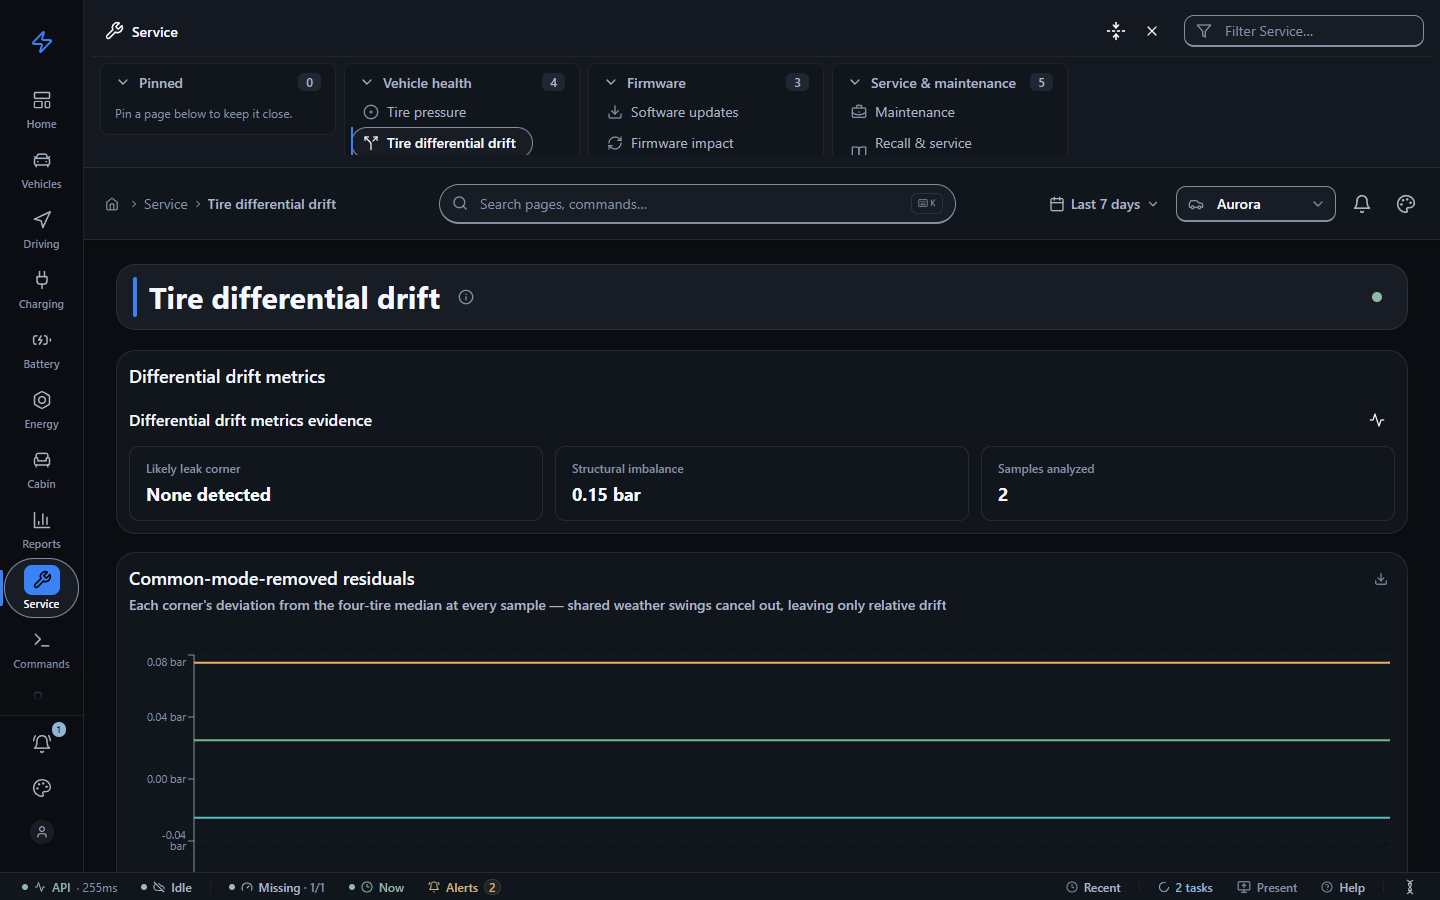 Service
Filter Service...
Pinned
0
Pin a page below to keep it close.
Vehicle health
4
Tire pressure
Tire differential drift
Firmware
3
Software updates
Firmware impact
Service & maintenance
5
Maintenance
Recall & service
Home
Vehicles
Driving
Charging
Battery
Energy
Cabin
Reports
Service
Commands
1
Service
Tire differential drift
Search pages, commands...
K
Last 7 days
Aurora
Tire differential drift
Differential drift metrics
Differential drift metrics evidence
Likely leak corner
None detected
Structural imbalance
0.15 bar
Samples analyzed
2
Common-mode-removed residuals
Each corner's deviation from the four-tire median at every sample — shared weather swings cancel out, leaving only relative drift
0.08 bar
0.04 bar
0.00 bar
-0.04
bar
API · 255ms
Idle
Missing · 1/1
Now
Alerts 2
Recent
2 tasks
Present
Help